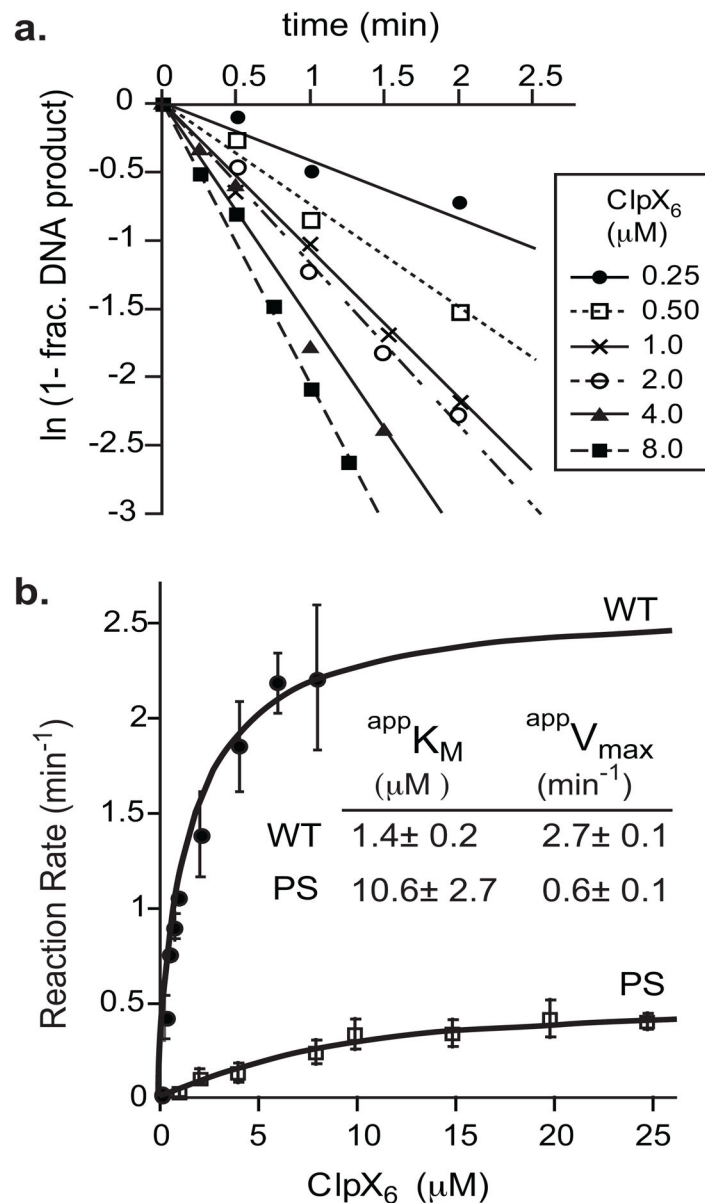 a.
time (min)
0 0.5 1 1.5 2 2.5
0
-0.5
-1
-1.5
-2
-2.5
-3
ln (1- frac. DNA product)
ClpX₆
(μM)
0.25
0.50
1.0
2.0
4.0
8.0
b.
WT
2.5
2
1.5
1
0.5
0
Reaction Rate (min⁻¹)
ᵃᵖᵖK_M ᵃᵖᵖV_max
(μM ) (min⁻¹)
WT 1.4± 0.2 2.7± 0.1
PS 10.6± 2.7 0.6± 0.1
PS
0 5 10 15 20 25
ClpX₆ (μM)